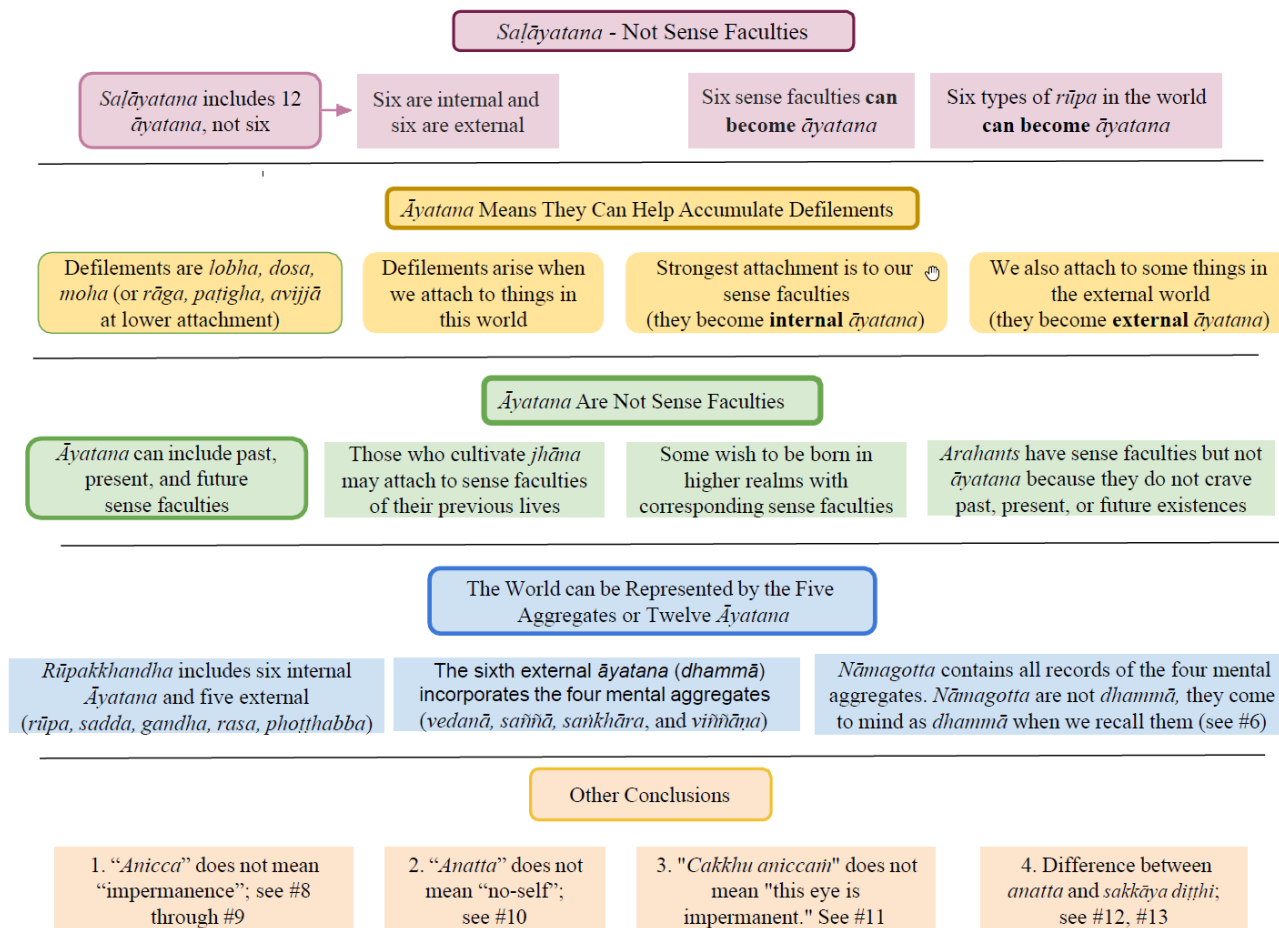 Saḷāyatana - Not Sense Faculties
Saḷāyatana includes 12
āyatana, not six
Six are internal and
six are external
Six sense faculties can
become āyatana
Six types of rūpa in the world
can become āyatana
Āyatana Means They Can Help Accumulate Defilements
Defilements are lobha, dosa,
moha (or rāga, paṭigha, avijjā
at lower attachment)
Defilements arise when
we attach to things in
this world
Strongest attachment is to our
sense faculties
(they become internal āyatana)
We also attach to some things in
the external world
(they become external āyatana)
Āyatana Are Not Sense Faculties
Āyatana can include past,
present, and future
sense faculties
Those who cultivate jhāna
may attach to sense faculties
of their previous lives
Some wish to be born in
higher realms with
corresponding sense faculties
Arahants have sense faculties but not
āyatana because they do not crave
past, present, or future existences
The World can be Represented by the Five
Aggregates or Twelve Āyatana
Rūpakkhandha includes six internal
Āyatana and five external
(rūpa, sadda, gandha, rasa, phoṭṭhabba)
The sixth external āyatana (dhammā)
incorporates the four mental aggregates
(vedanā, saññā, saṅkhāra, and viññāṇa)
Nāmagotta contains all records of the four mental
aggregates. Nāmagotta are not dhammā, they come
to mind as dhammā when we recall them (see #6)
Other Conclusions
1. “Anicca” does not mean
“impermanence”; see #8
through #9
2. “Anatta” does not
mean “no-self”;
see #10
3. "Cakkhu aniccaṁ" does not
mean "this eye is
impermanent." See #11
4. Difference between
anatta and sakkāya diṭṭhi;
see #12, #13